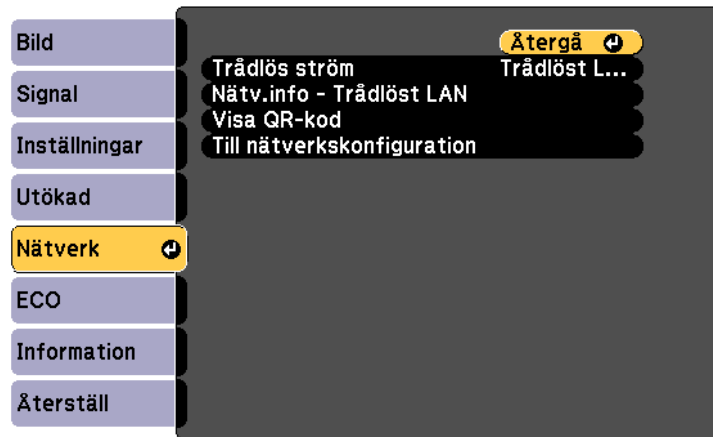 Bild
Signal
Inställningar
Utökad
Nätverk
ECO
Information
Återställ
Återgå
Trådlös ström Trådlöst L...
Nätv.info - Trådlöst LAN
Visa QR-kod
Till nätverkskonfiguration